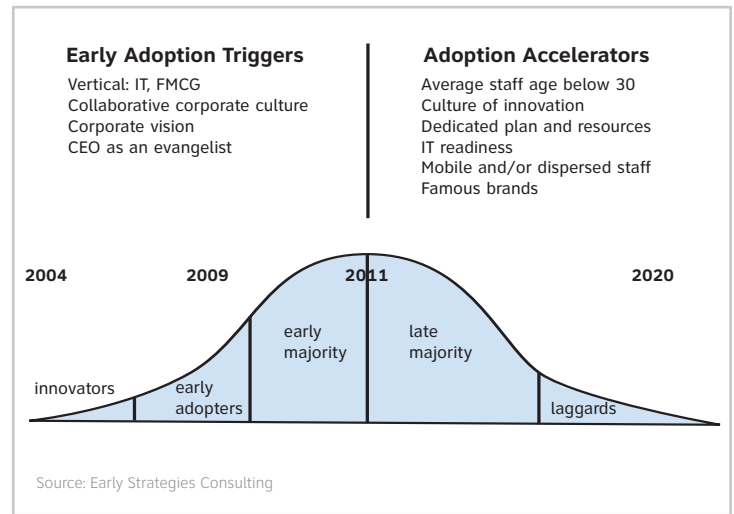 Early Adoption Triggers
Vertical: IT, FMCG
Collaborative corporate culture
Corporate vision
CEO as an evangelist
Adoption Accelerators
Average staff age below 30
Culture of innovation
Dedicated plan and resources
IT readiness
Mobile and/or dispersed staff
Famous brands
2004
2009
2011
2020
innovators
early
adopters
early
majority
late
majority
laggards
Source: Early Strategies Consulting